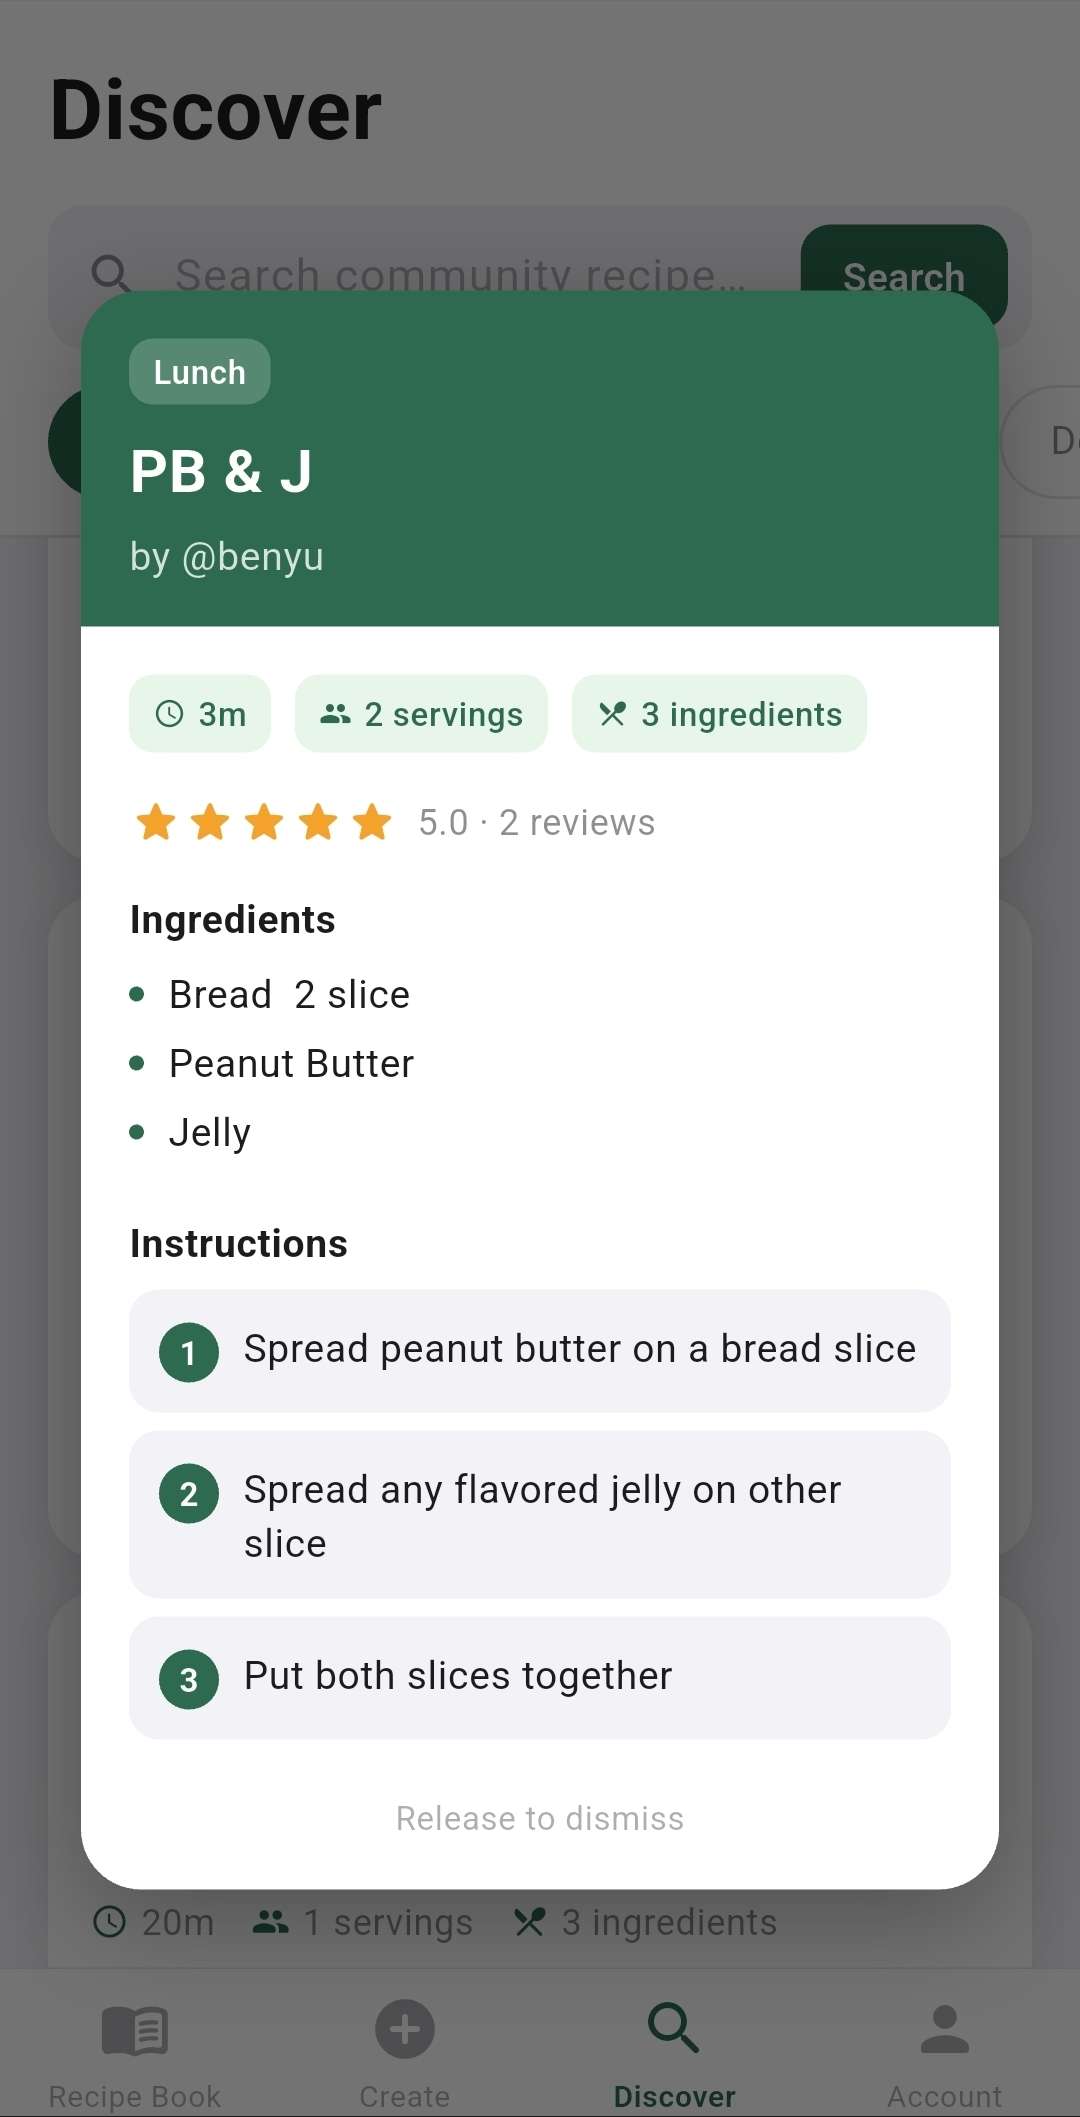 Discover
Search community recipe...
Search
Lunch
PB & J
by @benyu
3m
2 servings
3 ingredients
5.0 · 2 reviews
Ingredients
Bread 2 slice
Peanut Butter
Jelly
Instructions
1 Spread peanut butter on a bread slice
2 Spread any flavored jelly on other
slice
3 Put both slices together
Release to dismiss
20m
1 servings
3 ingredients
Recipe Book
Create
Discover
Account